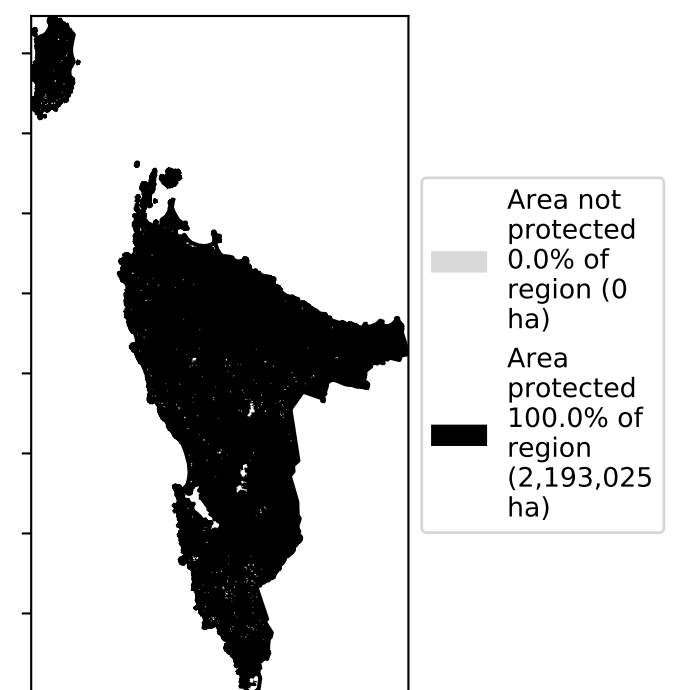 Area not
protected
0.0% of
region (0
ha)
Area
protected
100.0% of
region
(2,193,025
ha)